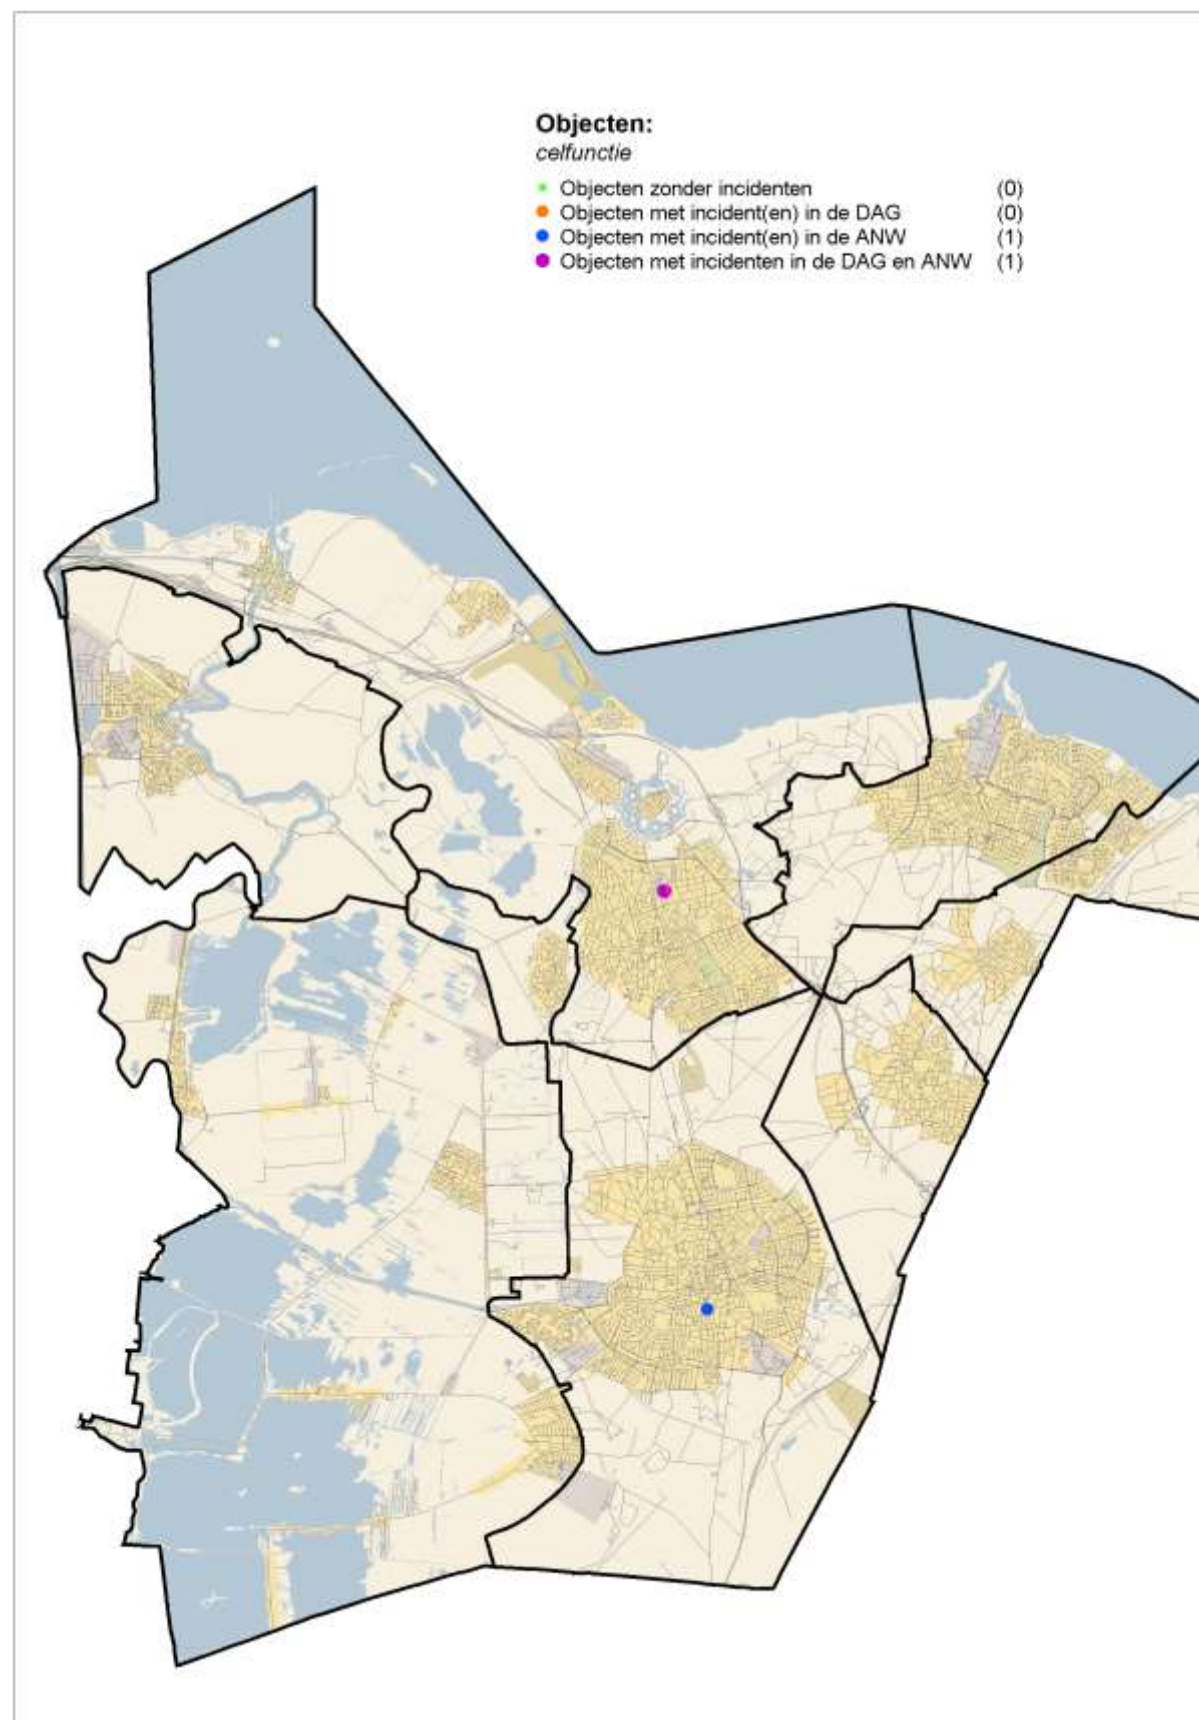 Objecten:
celfunctie
Objecten zonder incidenten (0)
Objecten met incident(en) in de DAG (0)
Objecten met incident(en) in de ANW (1)
Objecten met incidenten in de DAG en ANW (1)